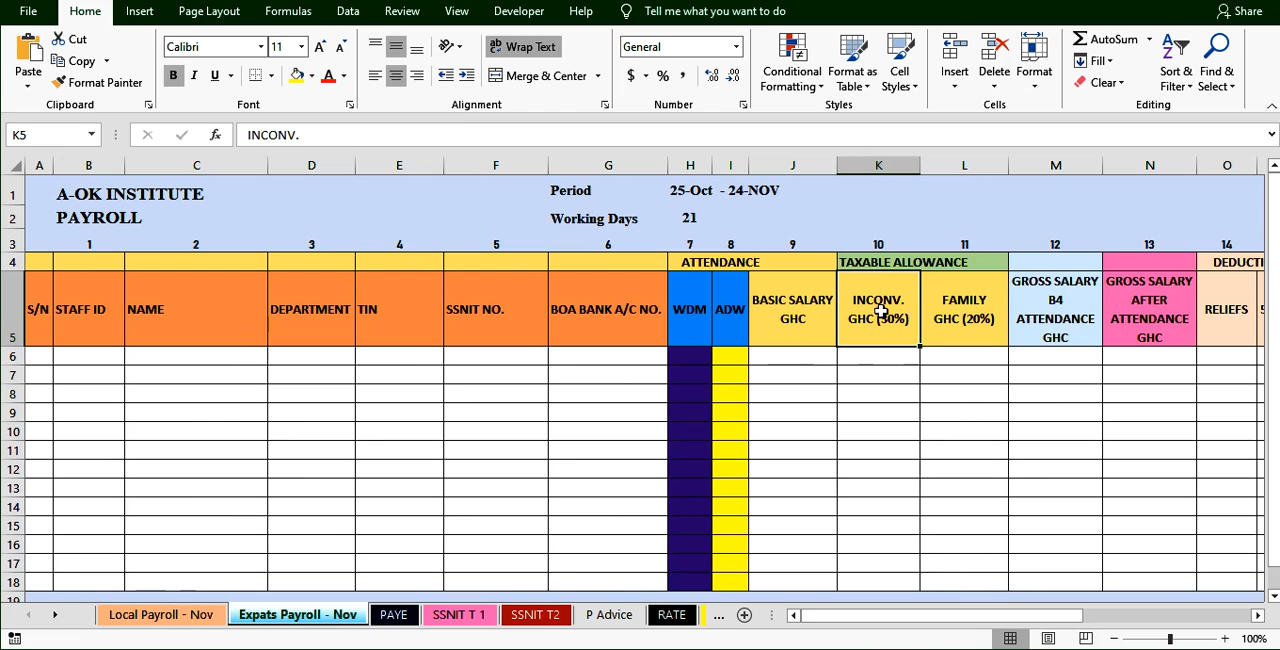 File Home Insert Page Layout Formulas Data Review View Developer Help Tell me what you want to do Share
Paste
Cut
Copy
Format Painter
Clipboard
Calibri 11
B I U
Font
Wrap Text
Merge & Center
Alignment
General
$ % ,
Number
Conditional Formatting
Format as Table
Cell Styles
Styles
Insert Delete Format
Cells
AutoSum
Fill
Clear
Sort & Filter
Find & Select
Editing
K5 fx INCONV.
A B C D E F G H I J K L M N O
1 A-OK INSTITUTE Period 25-Oct - 24-NOV
2 PAYROLL Working Days 21
3 1 2 3 4 5 6 7 8 9 10 11 12 13 14
4 ATTENDANCE TAXABLE ALLOWANCE DEDUCTI
5 S/N STAFF ID NAME DEPARTMENT TIN SSNIT NO. BOA BANK A/C NO. WDM ADW
BASIC SALARY
GHC
INCONV.
GHC (30%)
FAMILY
GHC (20%)
GROSS SALARY
B4
ATTENDANCE
GHC
GROSS SALARY
AFTER
ATTENDANCE
GHC
RELIEFS
6
7
8
9
10
11
12
13
14
15
16
17
18
Local Payroll - Nov Expats Payroll - Nov PAYE SSNIT T 1 SSNIT T2 P Advice RATE ...
100%